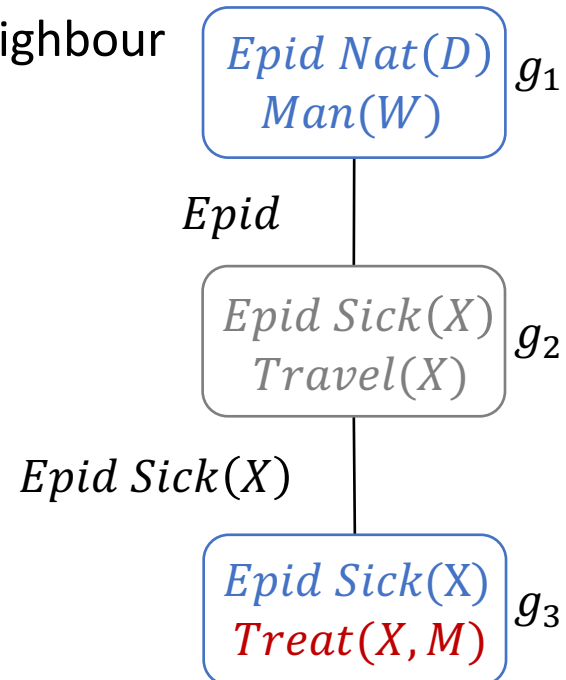 ighbour
Epid Nat(D)
Man(W)
g₁
Epid
Epid Sick(X)
Travel(X)
g₂
Epid Sick(X)
Epid Sick(X)
Treat(X, M)
g₃